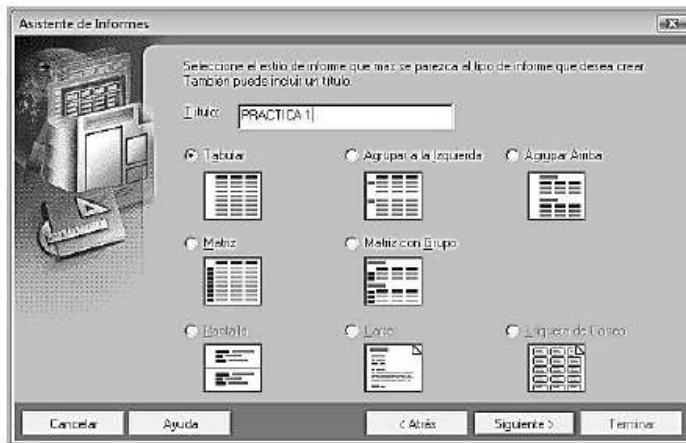 Asistente de Informes
Seleccione el estilo de informe que mas se parezca al tipo de informe que desea crear.
También puede incluir un título.
Título: PRACTICA 1
Tabular Agrupar a la Izquierda Agrupar Arriba
Matriz Matriz con Grupo
Etiqueta de Correo
Cancelar Ayuda < Atrás Siguiente > Terminar